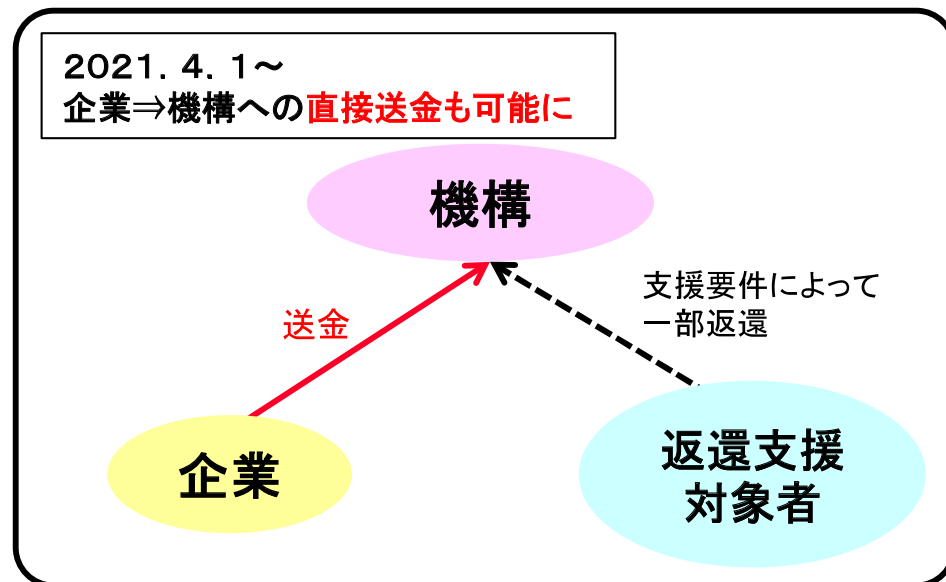 2021．4．1～
企業⇒機構への直接送金も可能に
機構
送金
支援要件によって
一部返還
企業
返還支援
対象者